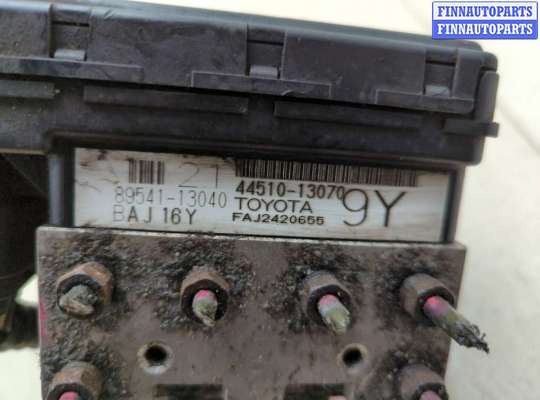 FINNAUTOPARTS
FINNAUTOPARTS
21 44510-13070
89541-13040 TOYOTA 9Y
BAJ 16Y FAJ2420655